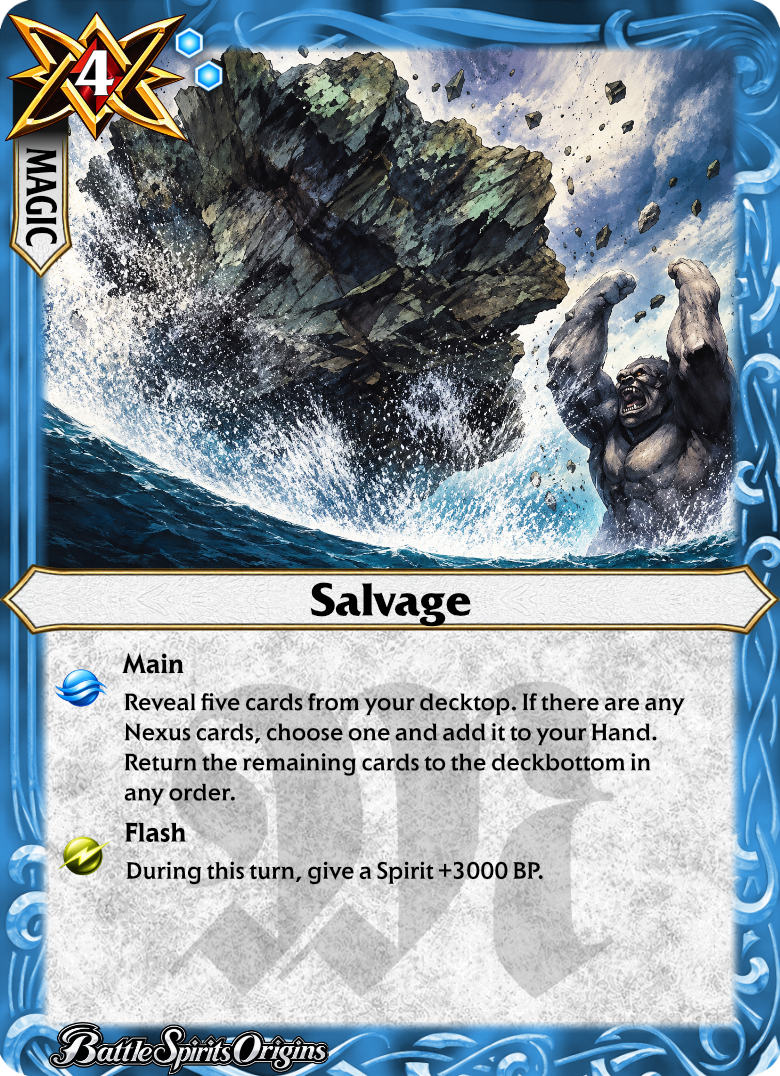 4
MAGIC
Salvage
Main
Reveal five cards from your decktop. If there are any
Nexus cards, choose one and add it to your Hand.
Return the remaining cards to the deckbottom in
any order.
Flash
During this turn, give a Spirit +3000 BP.
Battle Spirits Origins